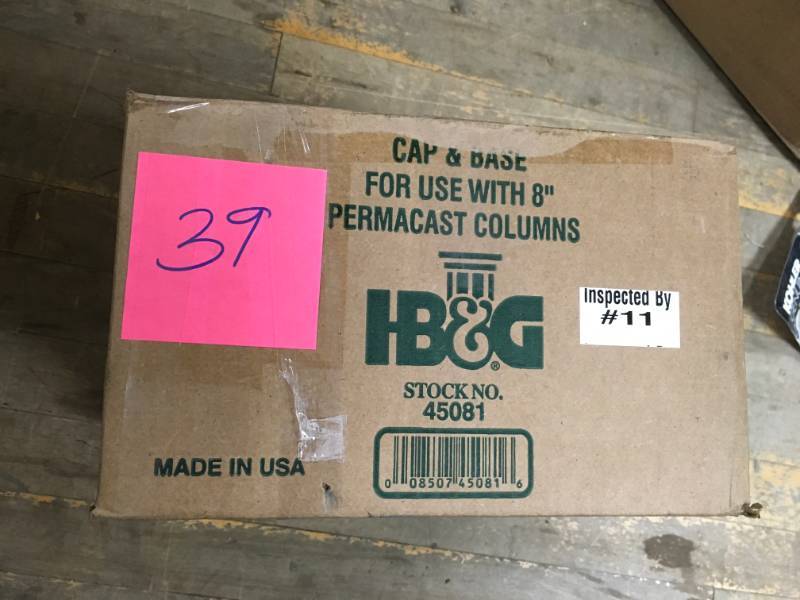 CAP & BASE
FOR USE WITH 8"
PERMACAST COLUMNS
39
HB&G®
Inspected By
#11
STOCK NO.
45081
MADE IN USA
0 08507 45081 6